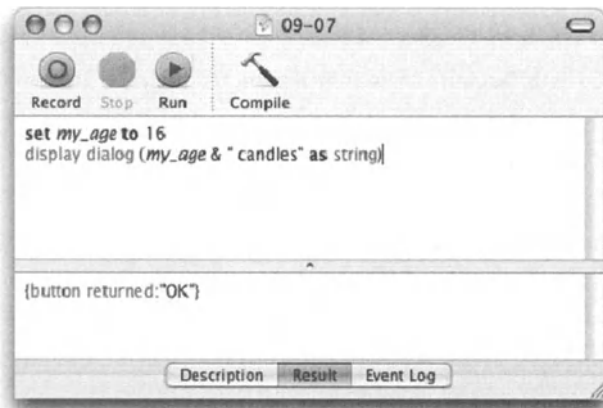 09-07
Record Stop Run Compile
set my_age to 16
display dialog (my_age & " candles" as string)
{button returned:"OK"}
Description Result Event Log